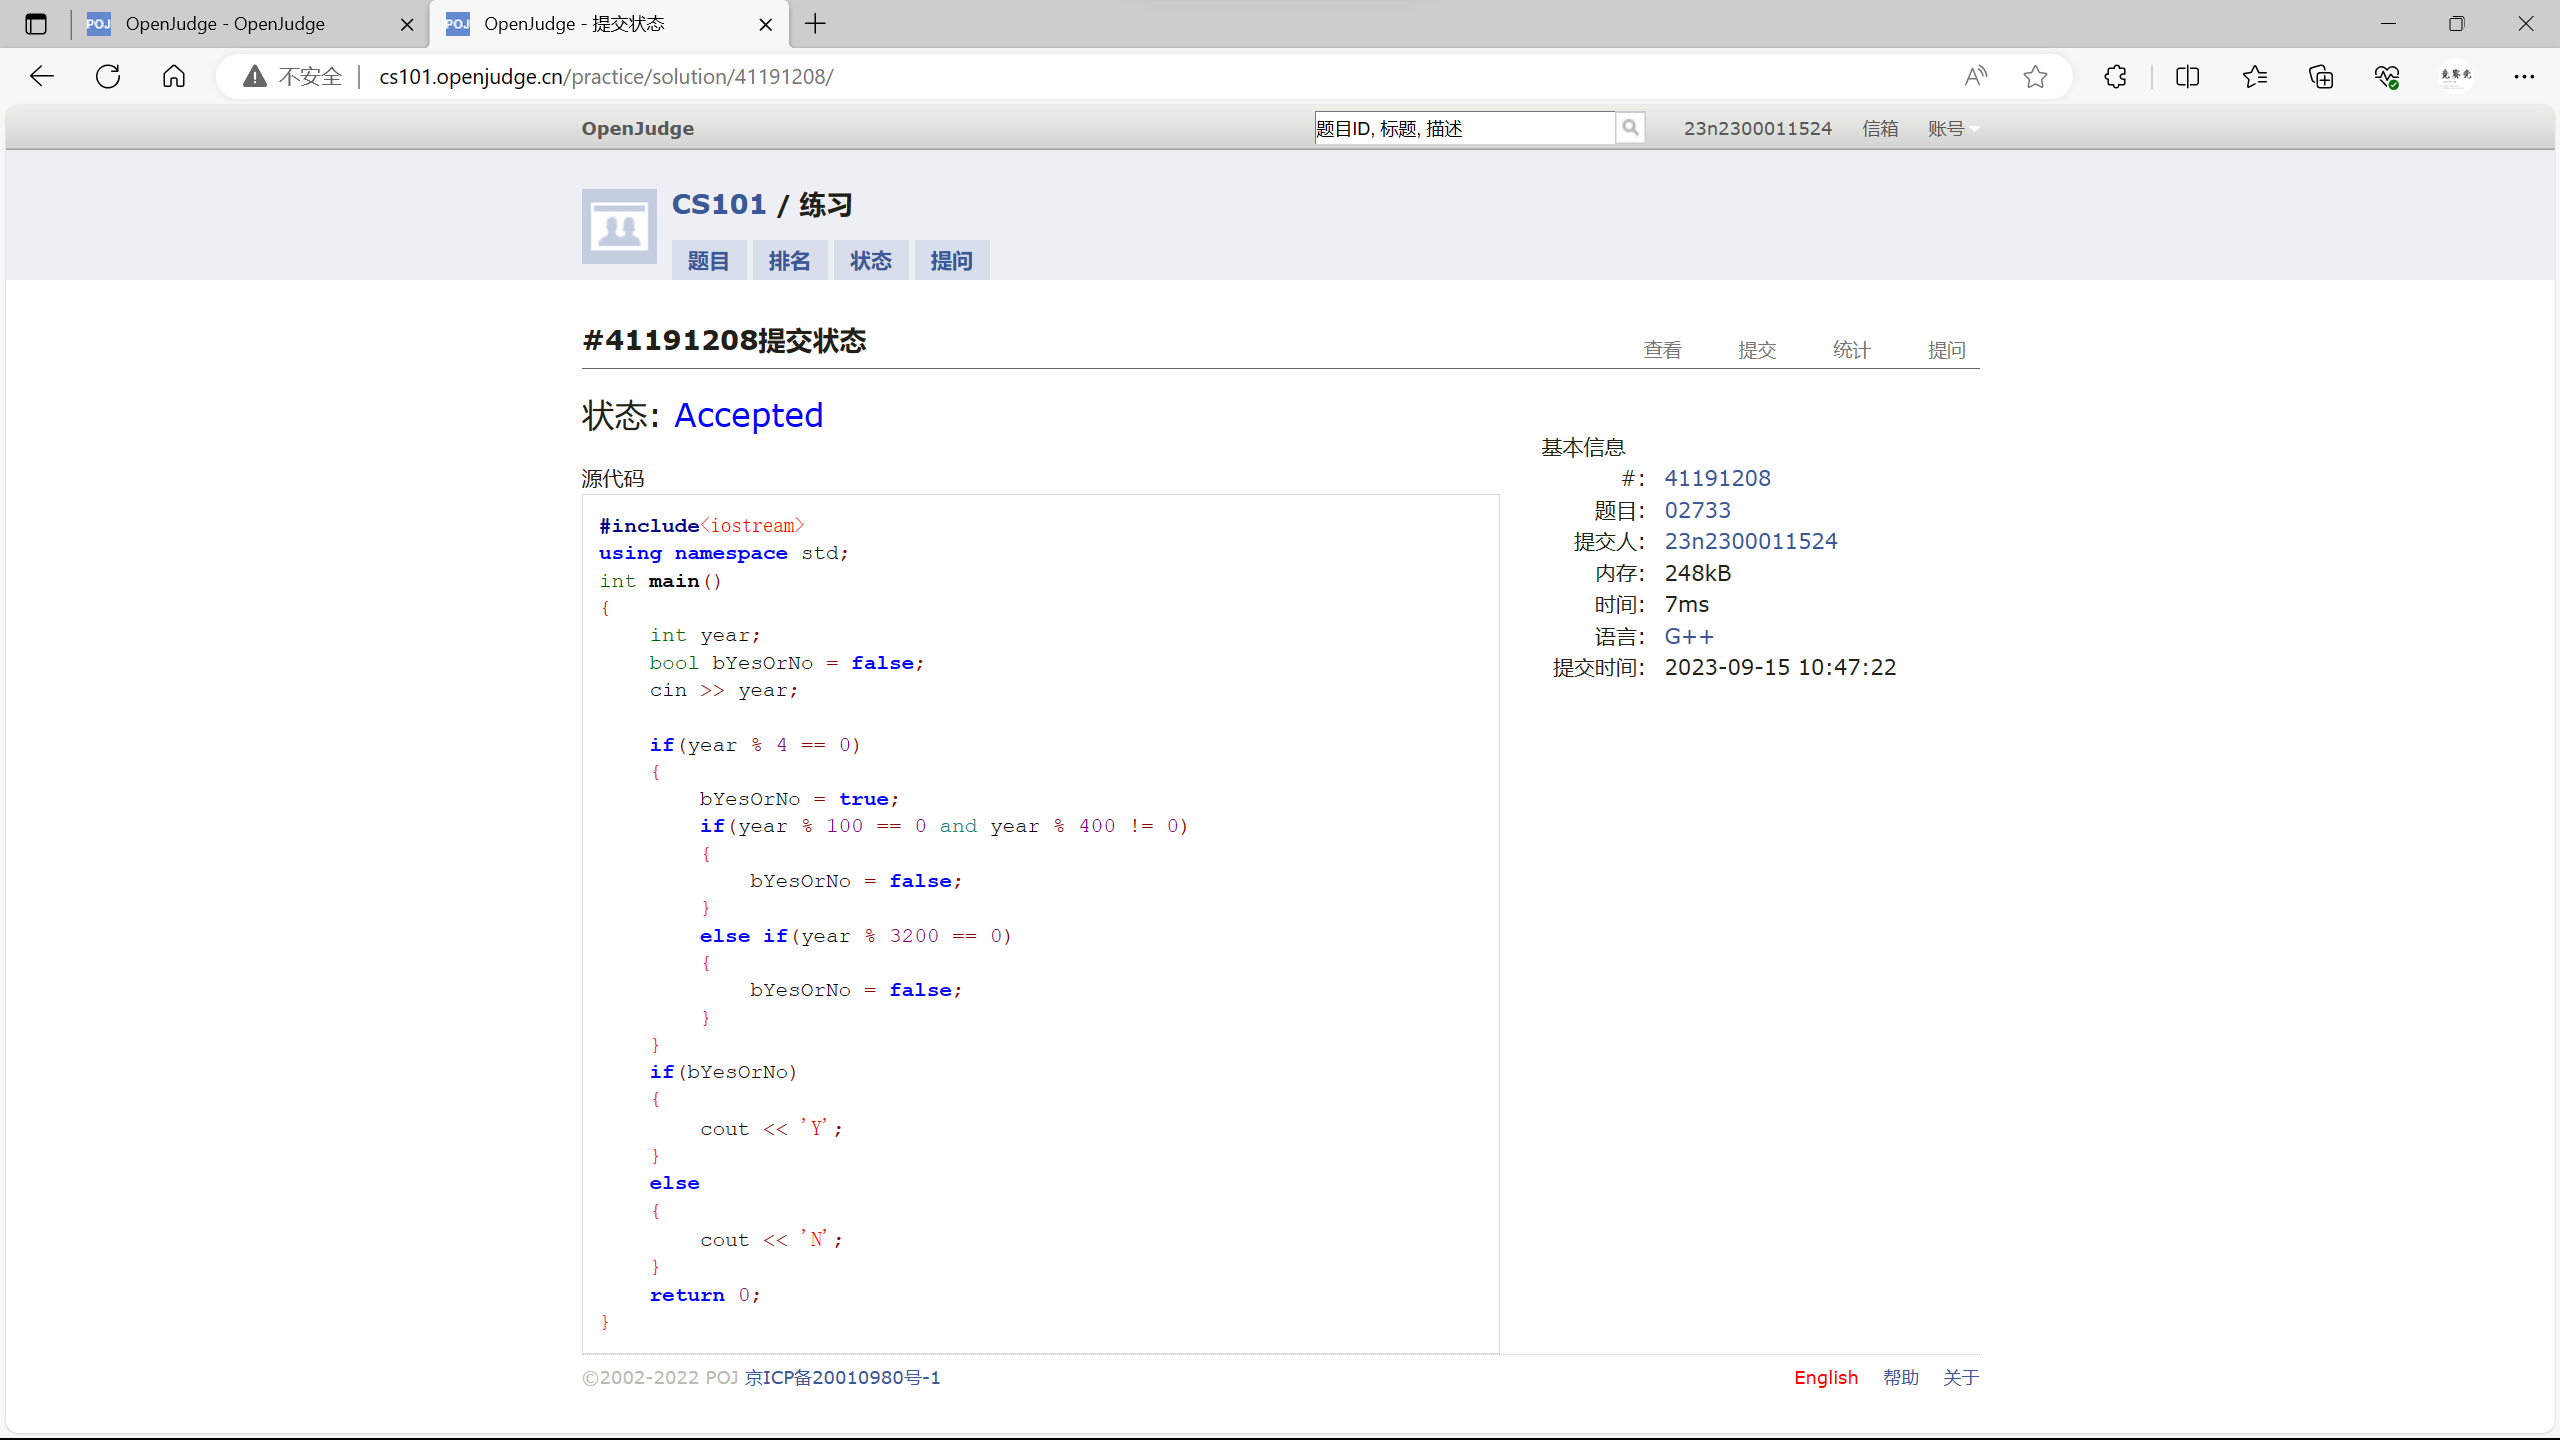 OpenJudge - OpenJudge
OpenJudge - 提交状态
不安全 cs101.openjudge.cn/practice/solution/41191208/
OpenJudge 题目ID, 标题, 描述 23n2300011524 信箱 账号
CS101 / 练习
题目 排名 状态 提问
#41191208提交状态 查看 提交 统计 提问
状态: Accepted
源代码
#include<iostream>
using namespace std;
int main()
{
    int year;
    bool bYesOrNo = false;
    cin >> year;

    if(year % 4 == 0)
    {
        bYesOrNo = true;
        if(year % 100 == 0 and year % 400 != 0)
        {
            bYesOrNo = false;
        }
        else if(year % 3200 == 0)
        {
            bYesOrNo = false;
        }
    }
    if(bYesOrNo)
    {
        cout << 'Y';
    }
    else
    {
        cout << 'N';
    }
    return 0;
}
基本信息
#: 41191208
题目: 02733
提交人: 23n2300011524
内存: 248kB
时间: 7ms
语言: G++
提交时间: 2023-09-15 10:47:22
©2002-2022 POJ 京ICP备20010980号-1 English 帮助 关于